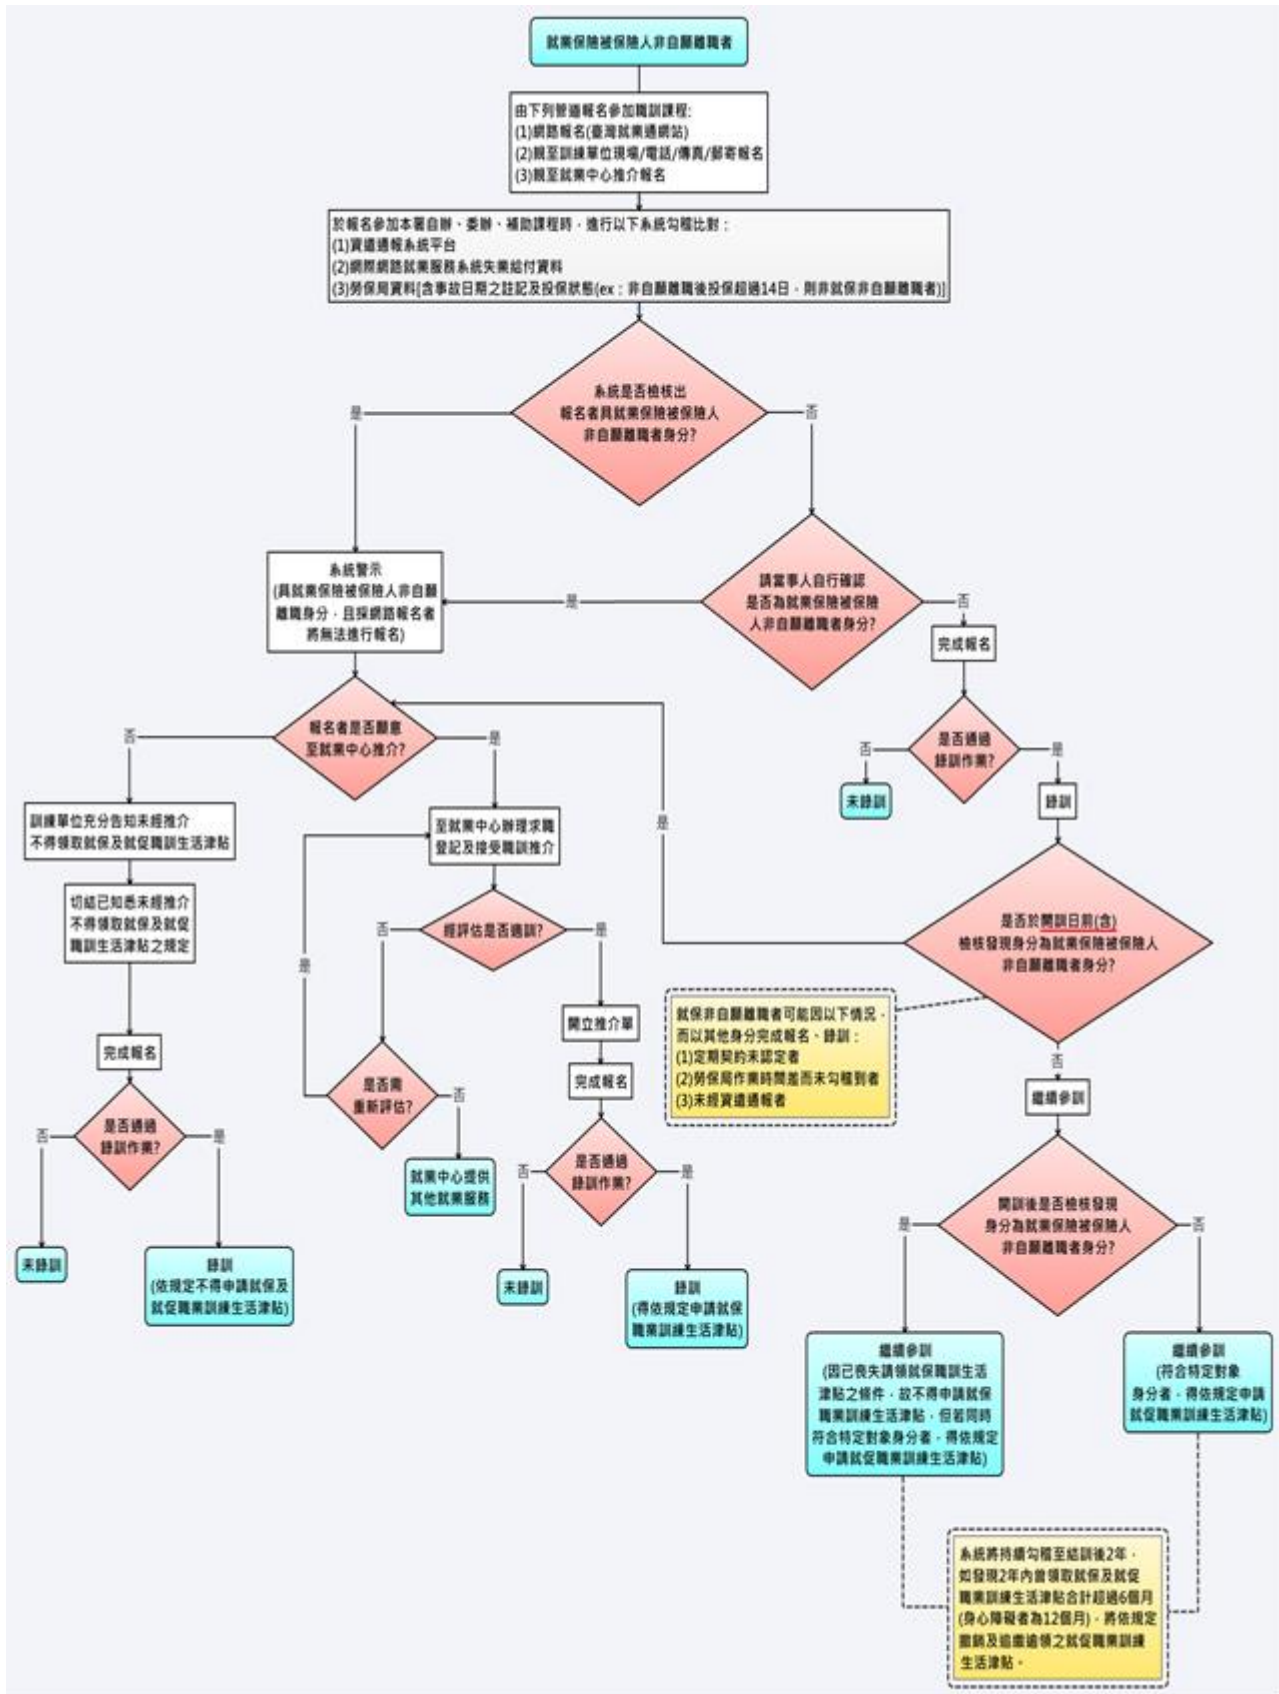 就業保險被保險人非自願離職者
由下列管道報名參加職訓課程:
(1)網路報名(臺灣就業通網站)
(2)親至訓練單位現場/電話/傳真/郵寄報名
(3)親至就業中心推介報名
於報名參加本署自辦、委辦、補助課程時，進行以下系統勾稽比對：
(1)資遣通報系統平台
(2)網際網路就業服務系統失業給付資料
(3)勞保局資料[含事故日期之註記及投保狀態(ex：非自願離職後投保超過14日，則非就保非自願離職者)]
系統是否檢核出
報名者具就業保險被保險人
非自願離職者身分?
是
否
系統警示
(具就業保險被保險人非自願
離職身分，且採網路報名者
將無法進行報名)
是
請當事人自行確認
是否為就業保險被保險
人非自願離職者身分?
否
完成報名
報名者是否願意
至就業中心推介?
否
是
是否通過
錄訓作業?
否
是
未錄訓
錄訓
訓練單位充分告知未經推介
不得領取就保及就促職訓生活津貼
至就業中心辦理求職
登記及接受職訓推介
是
切結已知悉未經推介
不得領取就保及就促
職訓生活津貼之規定
經評估是否適訓?
否
是
是
是否於開訓日前(含)
檢核發現身分為就業保險被保險人
非自願離職者身分?
就保非自願離職者可能因以下情況，
而以其他身分完成報名、錄訓：
(1)定期契約未認定者
(2)勞保局作業時間差而未勾稽到者
(3)未經資遣通報者
開立推介單
完成報名
完成報名
否
繼續參訓
是否需
重新評估?
否
是否通過
錄訓作業?
否
是
就業中心提供
其他就業服務
是否通過
錄訓作業?
否
是
開訓後是否檢核發現
身分為就業保險被保險人
非自願離職者身分?
是
否
未錄訓
錄訓
(依規定不得申請就保及
就促職業訓練生活津貼)
未錄訓
錄訓
(得依規定申請就保
職業訓練生活津貼)
繼續參訓
(因已喪失請領就保職訓生活
津貼之條件，故不得申請就保
職業訓練生活津貼，但若同時
符合特定對象身分者，得依規定
申請就促職業訓練生活津貼)
繼續參訓
(符合特定對象
身分者，得依規定申請
就促職業訓練生活津貼)
系統將持續勾稽至結訓後2年，
如發現2年內曾領取就保及就促
職業訓練生活津貼合計超過6個月
(身心障礙者為12個月)，將依規定
撤銷及追繳逾領之就促職業訓練
生活津貼。